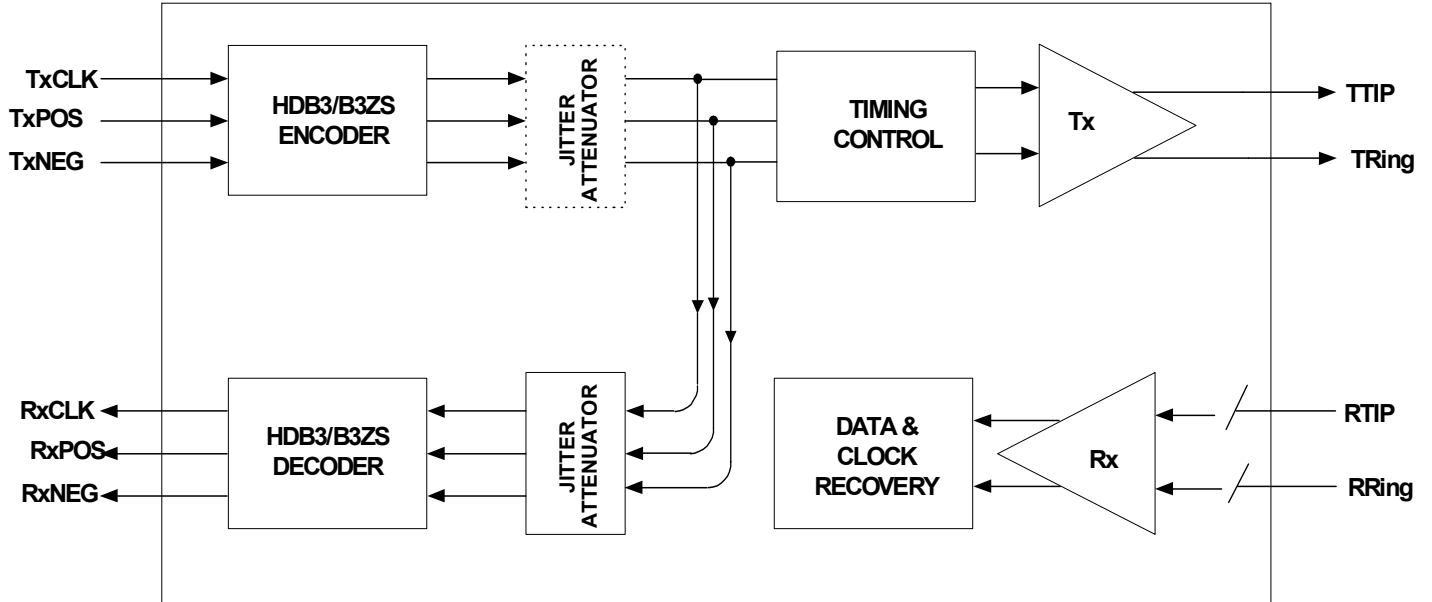 TxCLK
TxPOS
TxNEG
HDB3/B3ZS
ENCODER
JITTER
ATTENUATOR
TIMING
CONTROL
Tx
TTIP
TRing
RxCLK
RxPOS
RxNEG
HDB3/B3ZS
DECODER
JITTER
ATTENUATOR
DATA &
CLOCK
RECOVERY
Rx
RTIP
RRing